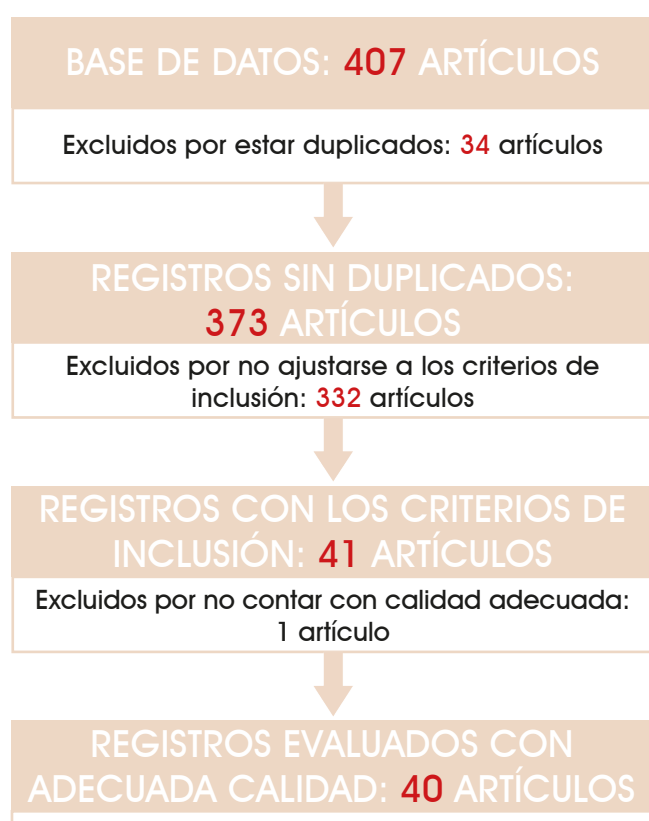 BASE DE DATOS: 407 ARTÍCULOS
Excluidos por estar duplicados: 34 artículos
REGISTROS SIN DUPLICADOS:
373 ARTÍCULOS
Excluidos por no ajustarse a los criterios de
inclusión: 332 artículos
REGISTROS CON LOS CRITERIOS DE
INCLUSIÓN: 41 ARTÍCULOS
Excluidos por no contar con calidad adecuada:
1 artículo
REGISTROS EVALUADOS CON
ADECUADA CALIDAD: 40 ARTÍCULOS